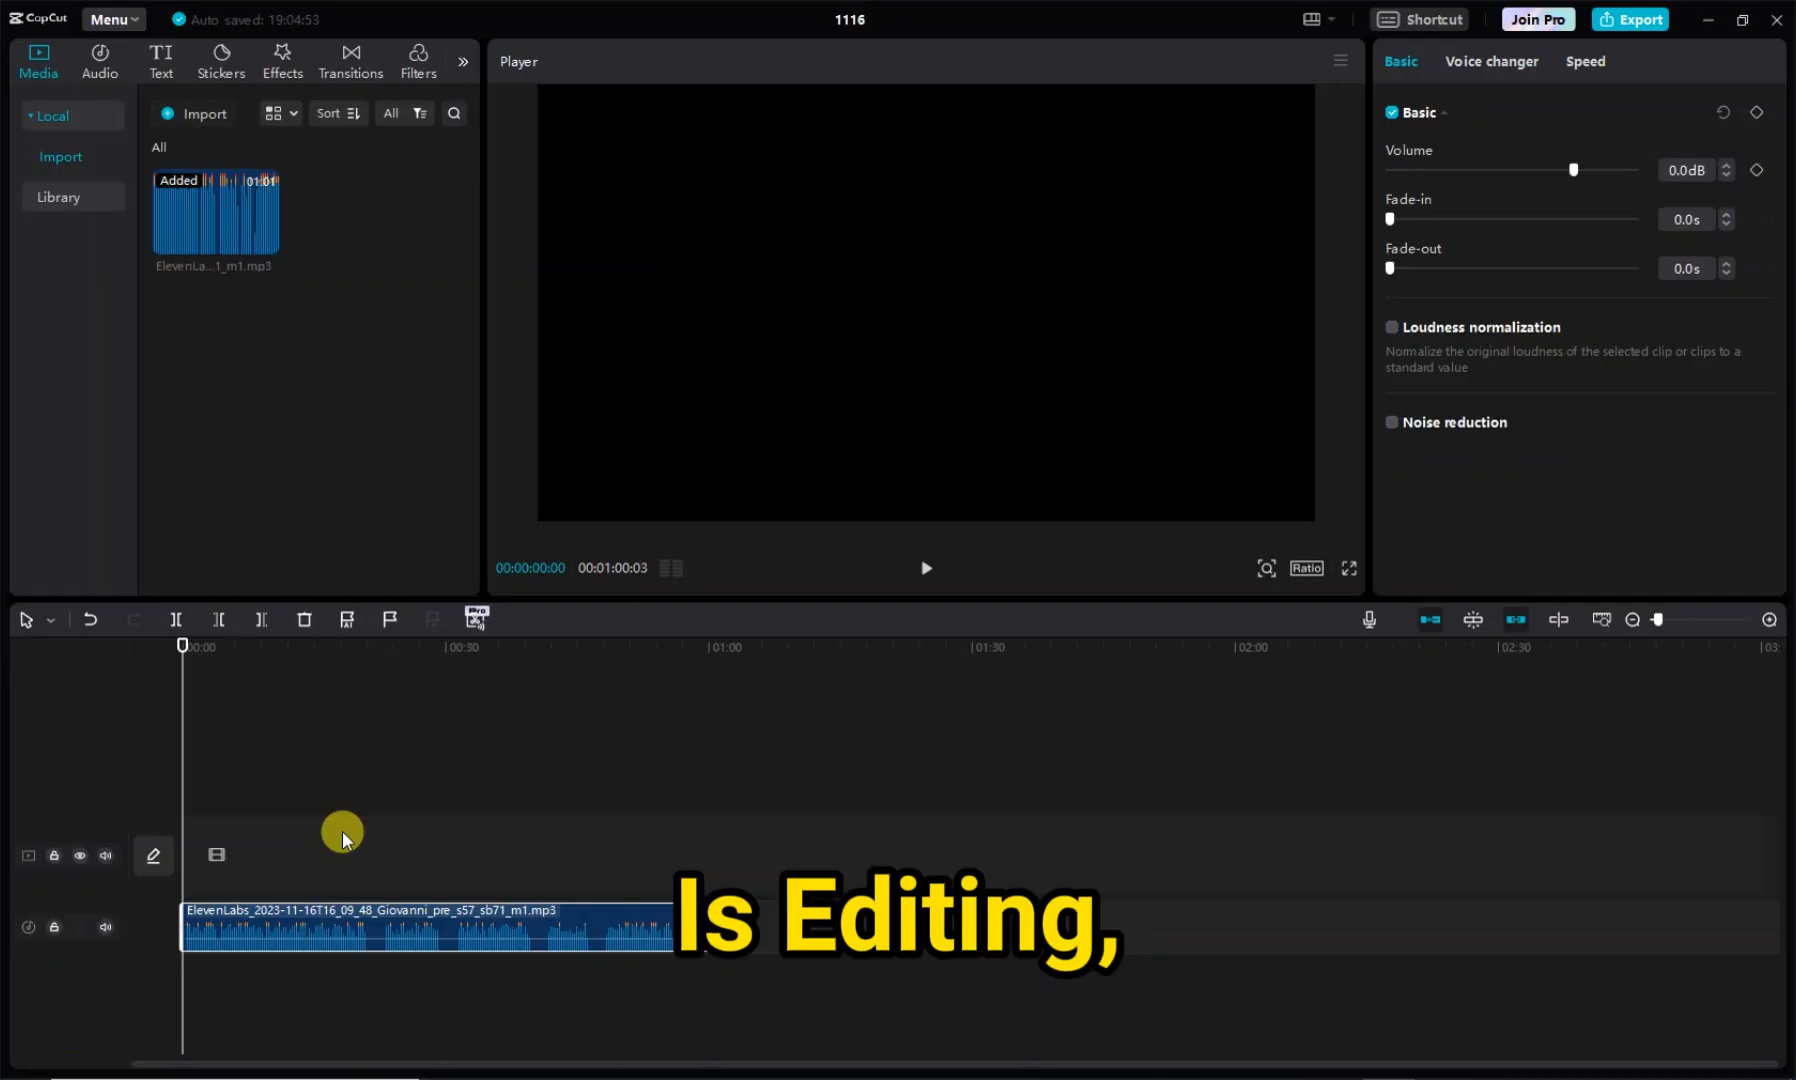 CapCut
Menu
Auto saved: 19:04:53
1116
Shortcut
Join Pro
Export
Media
Audio
Text
Stickers
Effects
Transitions
Filters
Local
Import
Library
Import
Sort
All
All
Added
01:01
ElevenLa...1_m1.mp3
Player
00:00:00:00
00:01:00:03
Ratio
Basic
Voice changer
Speed
Basic
Volume
0.0dB
Fade-in
0.0s
Fade-out
0.0s
Loudness normalization
Normalize the original loudness of the selected clip or clips to a
standard value
Noise reduction
Pro
00:00
00:30
01:00
01:30
02:00
02:30
03:
ElevenLabs_2023-11-16T16_09_48_Giovanni_pre_s57_sb71_m1.mp3
Is Editing,